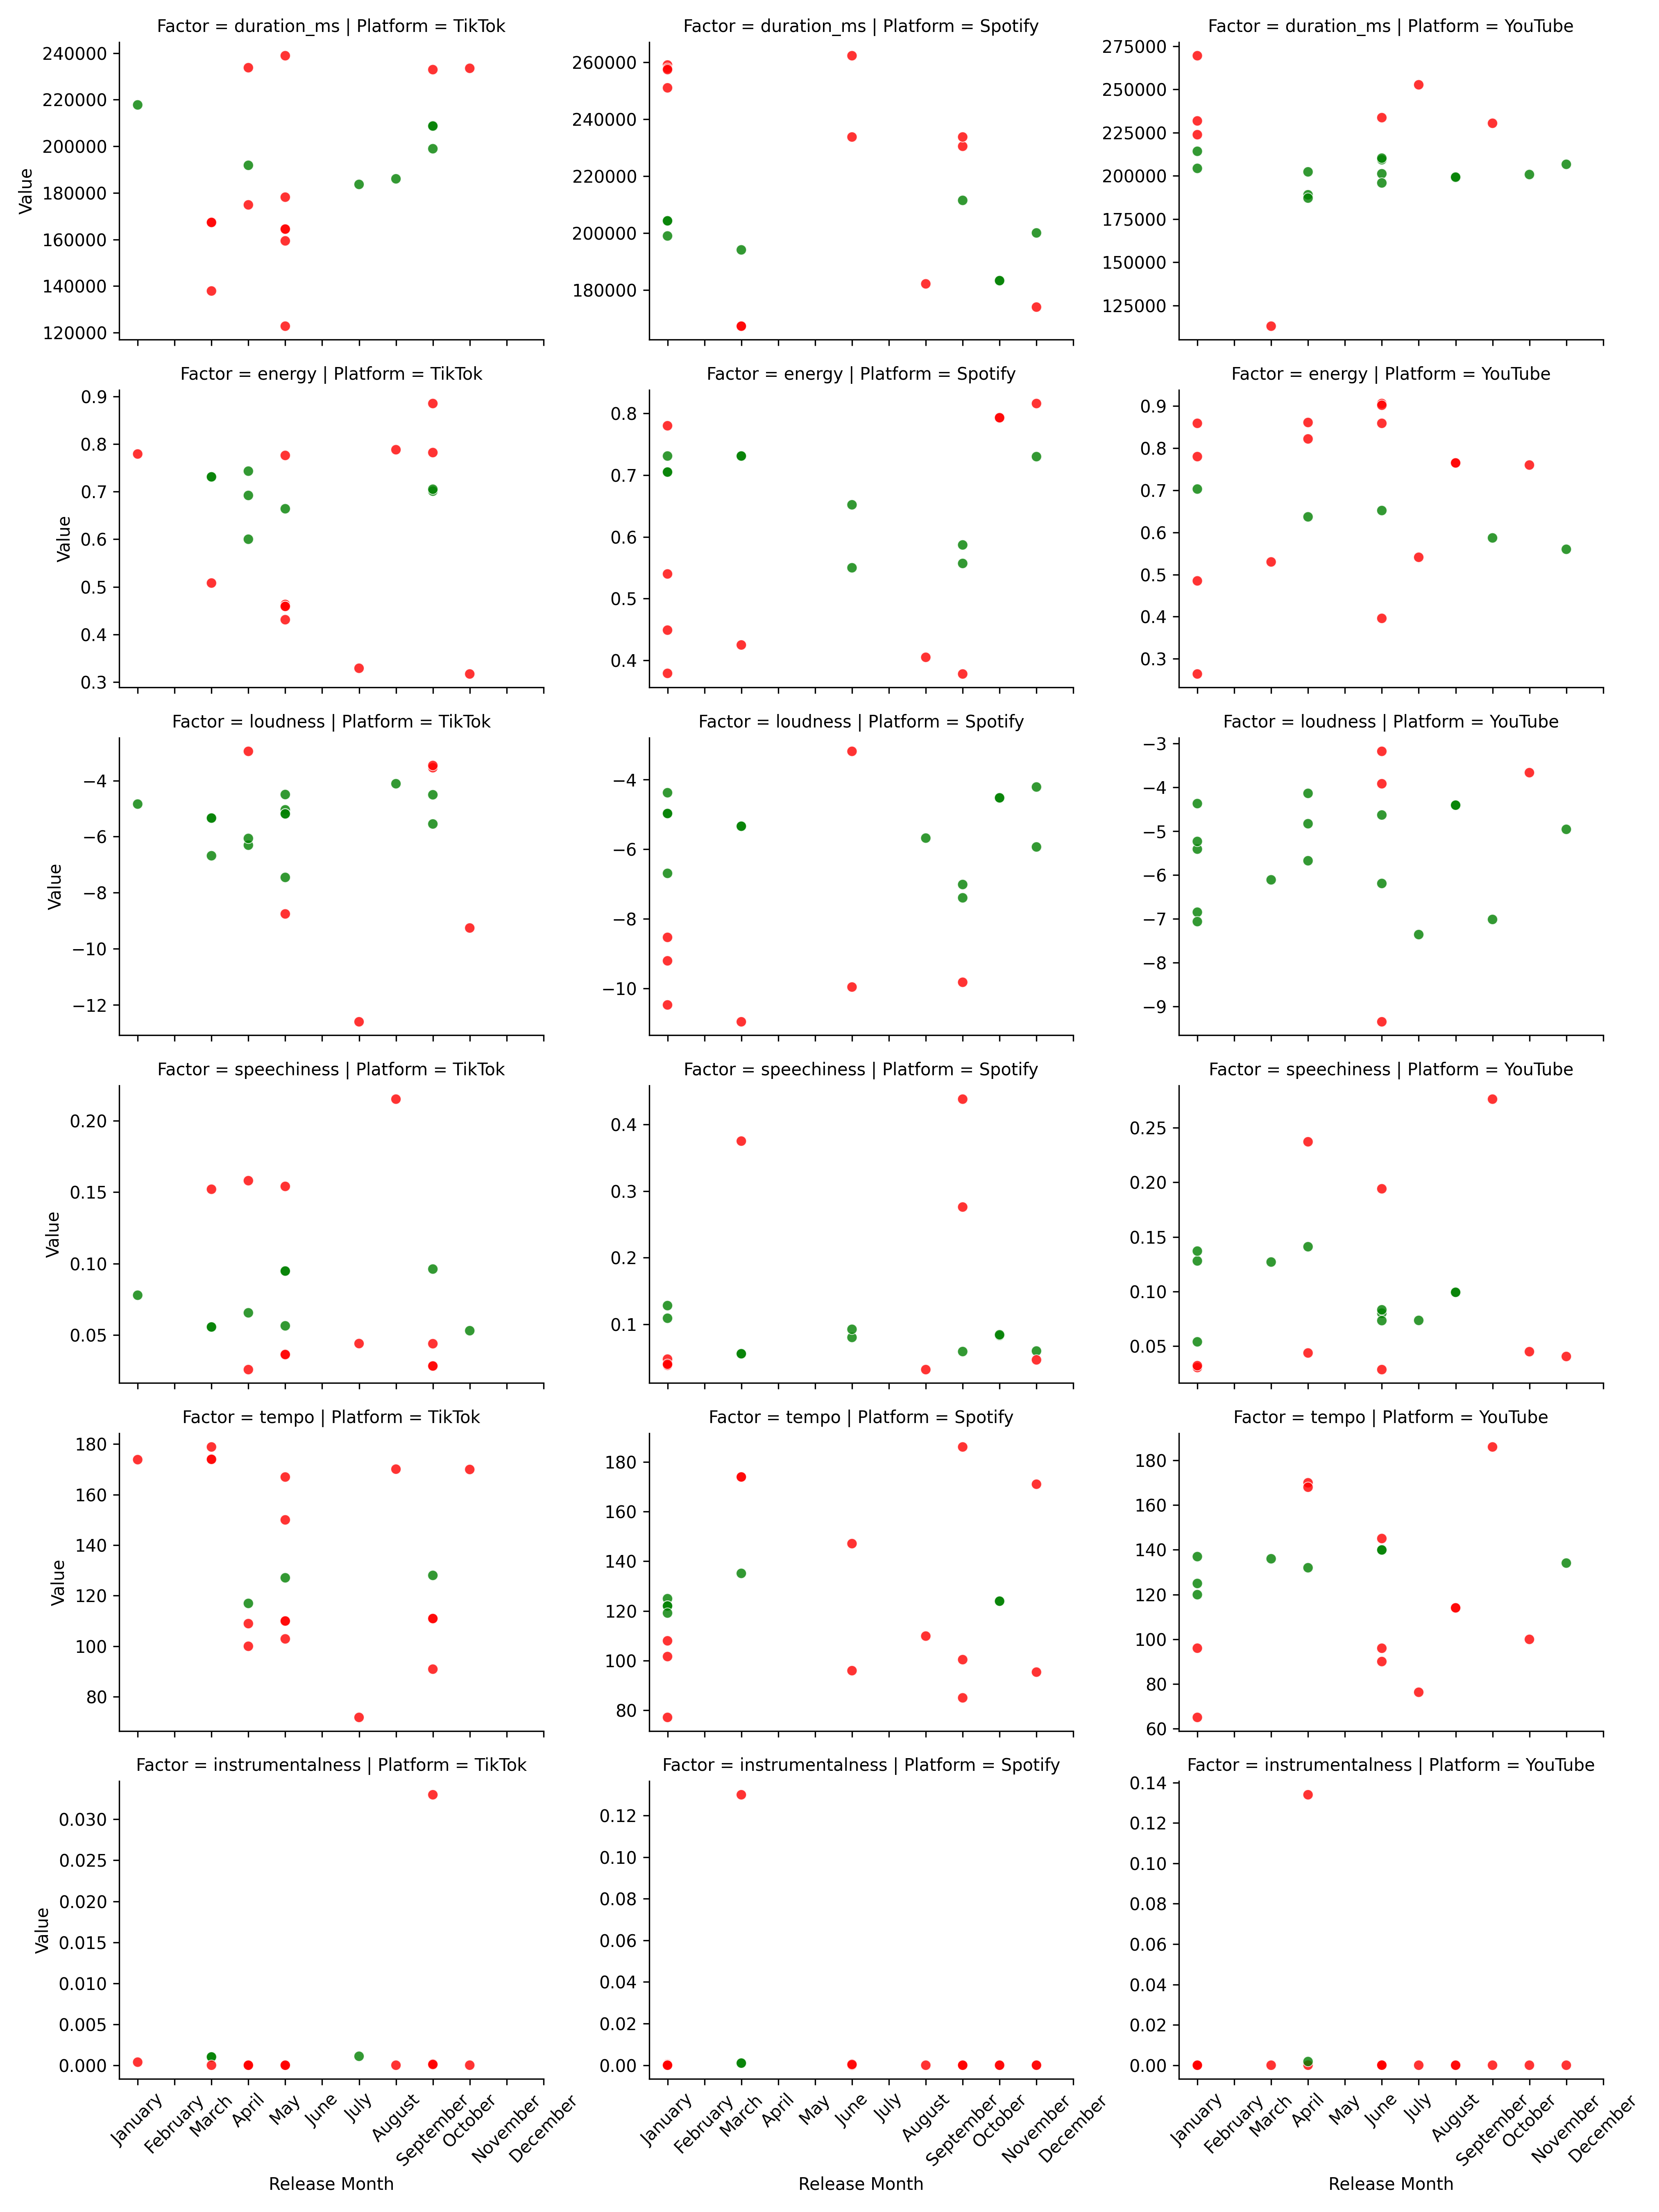 Factor = duration_ms | Platform = TikTok
Factor = duration_ms | Platform = Spotify
Factor = duration_ms | Platform = YouTube
Value
240000
220000
200000
180000
160000
140000
120000
260000
240000
220000
200000
180000
275000
250000
225000
200000
175000
150000
125000
Factor = energy | Platform = TikTok
Factor = energy | Platform = Spotify
Factor = energy | Platform = YouTube
Value
0.9
0.8
0.7
0.6
0.5
0.4
0.3
0.8
0.7
0.6
0.5
0.4
0.9
0.8
0.7
0.6
0.5
0.4
0.3
Factor = loudness | Platform = TikTok
Factor = loudness | Platform = Spotify
Factor = loudness | Platform = YouTube
Value
−4
−6
−8
−10
−12
−4
−6
−8
−10
−3
−4
−5
−6
−7
−8
−9
Factor = speechiness | Platform = TikTok
Factor = speechiness | Platform = Spotify
Factor = speechiness | Platform = YouTube
Value
0.20
0.15
0.10
0.05
0.4
0.3
0.2
0.1
0.25
0.20
0.15
0.10
0.05
Factor = tempo | Platform = TikTok
Factor = tempo | Platform = Spotify
Factor = tempo | Platform = YouTube
Value
180
160
140
120
100
80
180
160
140
120
100
80
180
160
140
120
100
80
60
Factor = instrumentalness | Platform = TikTok
Factor = instrumentalness | Platform = Spotify
Factor = instrumentalness | Platform = YouTube
Value
0.030
0.025
0.020
0.015
0.010
0.005
0.000
0.12
0.10
0.08
0.06
0.04
0.02
0.00
0.14
0.12
0.10
0.08
0.06
0.04
0.02
0.00
January
February
March
April
May
June
July
August
September
October
November
December
January
February
March
April
May
June
July
August
September
October
November
December
January
February
March
April
May
June
July
August
September
October
November
December
Release Month
Release Month
Release Month